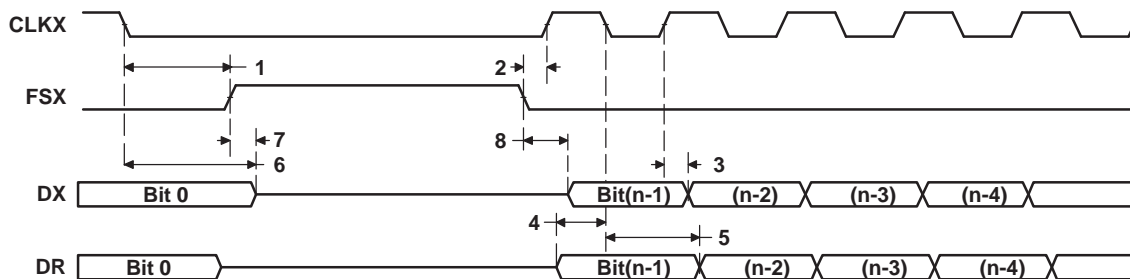 CLKX
1 2
FSX
7 8
6 3
DX Bit 0 Bit(n-1) (n-2) (n-3) (n-4)
4 5
DR Bit 0 Bit(n-1) (n-2) (n-3) (n-4)